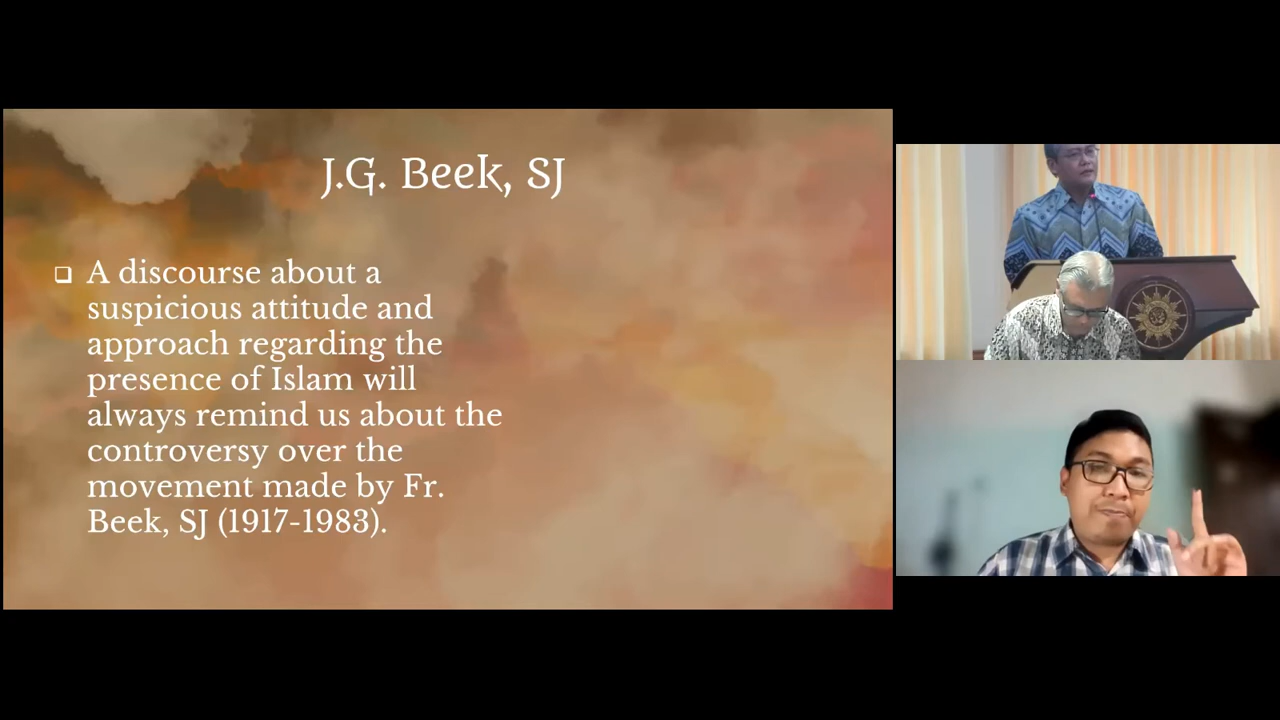 J.G. Beek, SJ
A discourse about a
suspicious attitude and
approach regarding the
presence of Islam will
always remind us about the
controversy over the
movement made by Fr.
Beek, SJ (1917-1983).